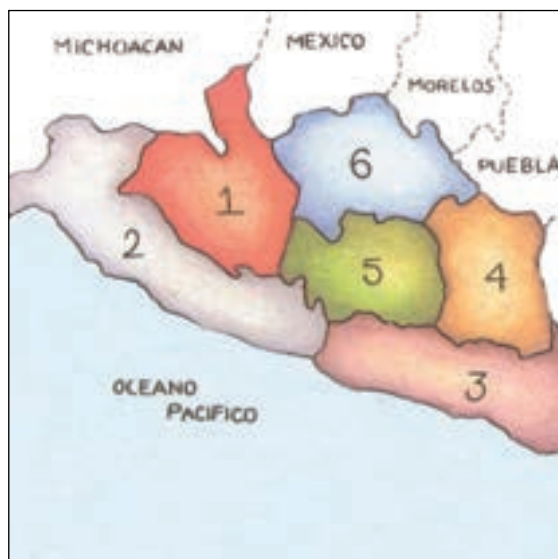 MICHOACAN
MEXICO
MORELOS
PUEBLA
6
1
2
5
4
3
OCEANO
PACIFICO